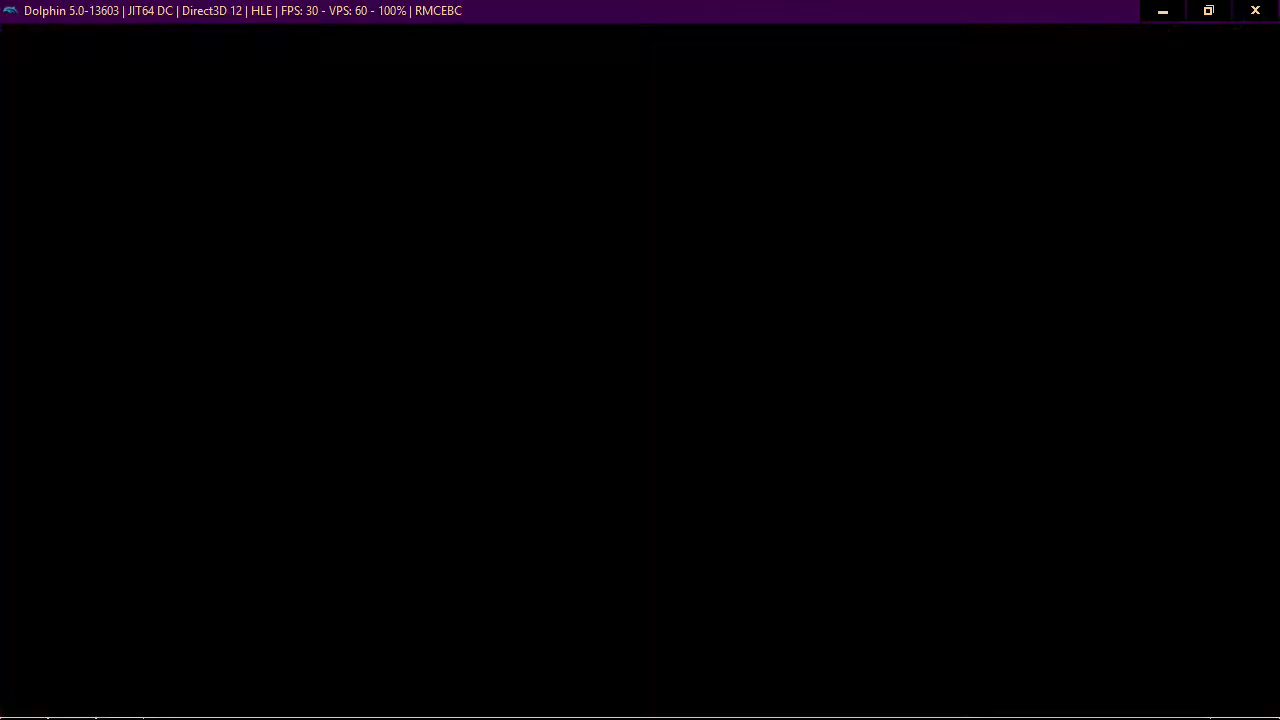 Dolphin 5.0-13603 | JIT64 DC | Direct3D 12 | HLE | FPS: 30 - VPS: 60 - 100% | RMCEBC